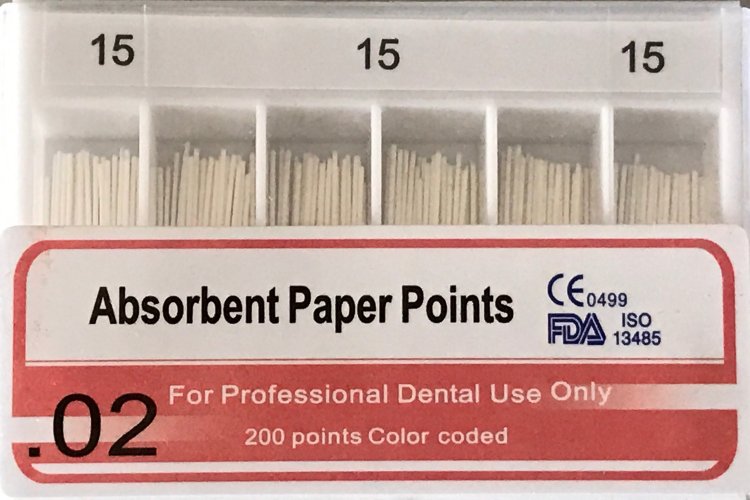 15 15 15
Absorbent Paper Points
CE 0499
FDA ISO 13485
For Professional Dental Use Only
.02
200 points Color coded